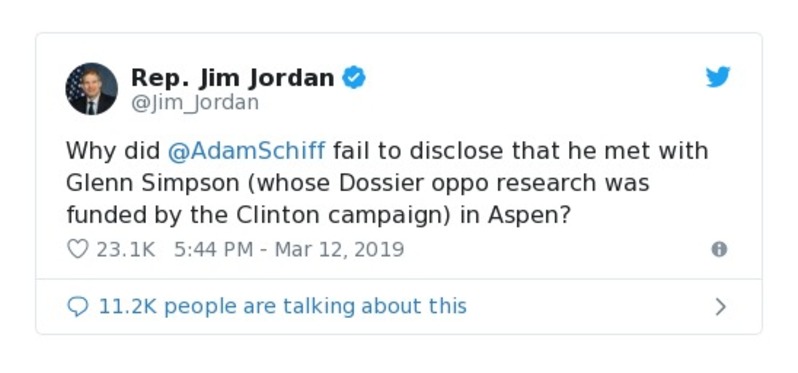 Rep. Jim Jordan
@Jim_Jordan
Why did @AdamSchiff fail to disclose that he met with
Glenn Simpson (whose Dossier oppo research was
funded by the Clinton campaign) in Aspen?
23.1K 5:44 PM - Mar 12, 2019
11.2K people are talking about this